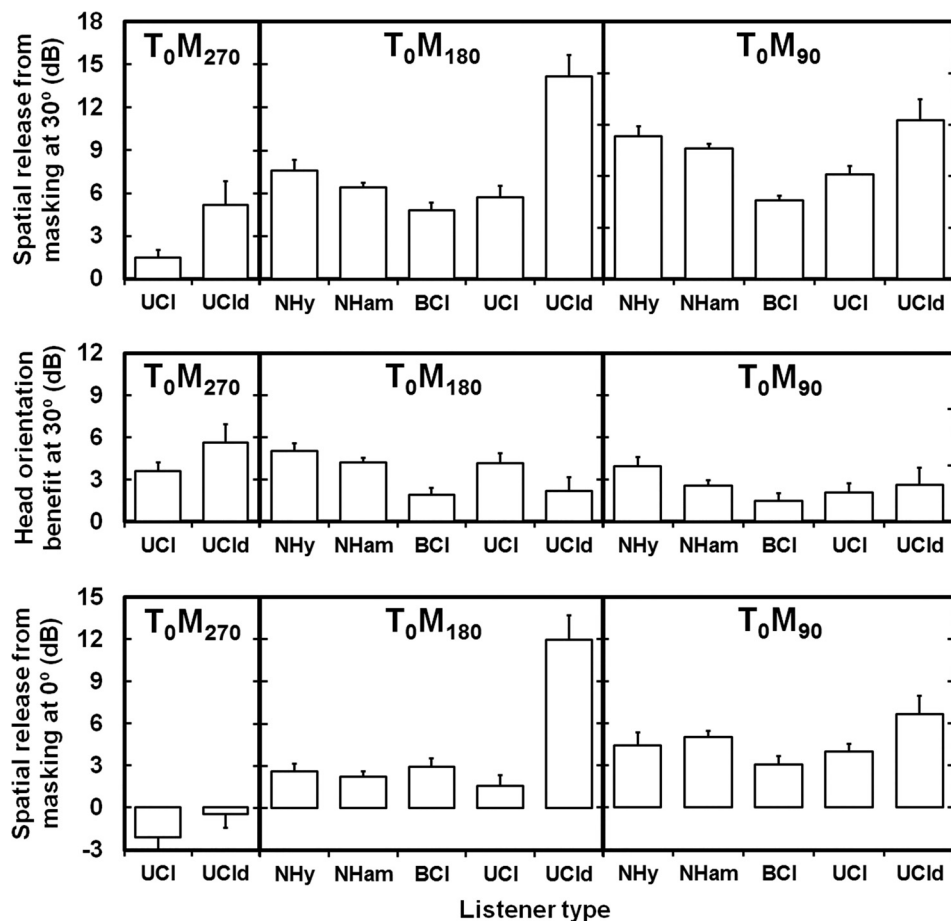 Spatial release from
masking at 30º (dB)
18
15
12
9
6
3
0
T₀M₂₇₀
T₀M₁₈₀
T₀M₉₀
UCI UCId NHy NHam BCI UCI UCId NHy NHam BCI UCI UCId
Head orientation
benefit at 30º (dB)
12
9
6
3
0
T₀M₂₇₀
T₀M₁₈₀
T₀M₉₀
UCI UCId NHy NHam BCI UCI UCId NHy NHam BCI UCI UCId
Spatial release from
masking at 0º (dB)
15
12
9
6
3
0
-3
T₀M₂₇₀
T₀M₁₈₀
T₀M₉₀
UCI UCId NHy NHam BCI UCI UCId NHy NHam BCI UCI UCId
Listener type